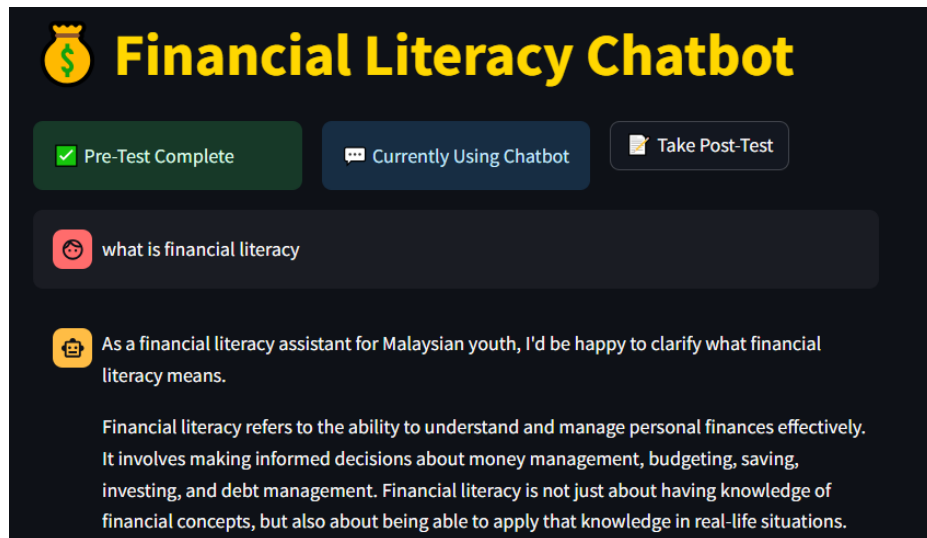 Financial Literacy Chatbot
Pre-Test Complete
Currently Using Chatbot
Take Post-Test
what is financial literacy
As a financial literacy assistant for Malaysian youth, I'd be happy to clarify what financial
literacy means.
Financial literacy refers to the ability to understand and manage personal finances effectively.
It involves making informed decisions about money management, budgeting, saving,
investing, and debt management. Financial literacy is not just about having knowledge of
financial concepts, but also about being able to apply that knowledge in real-life situations.